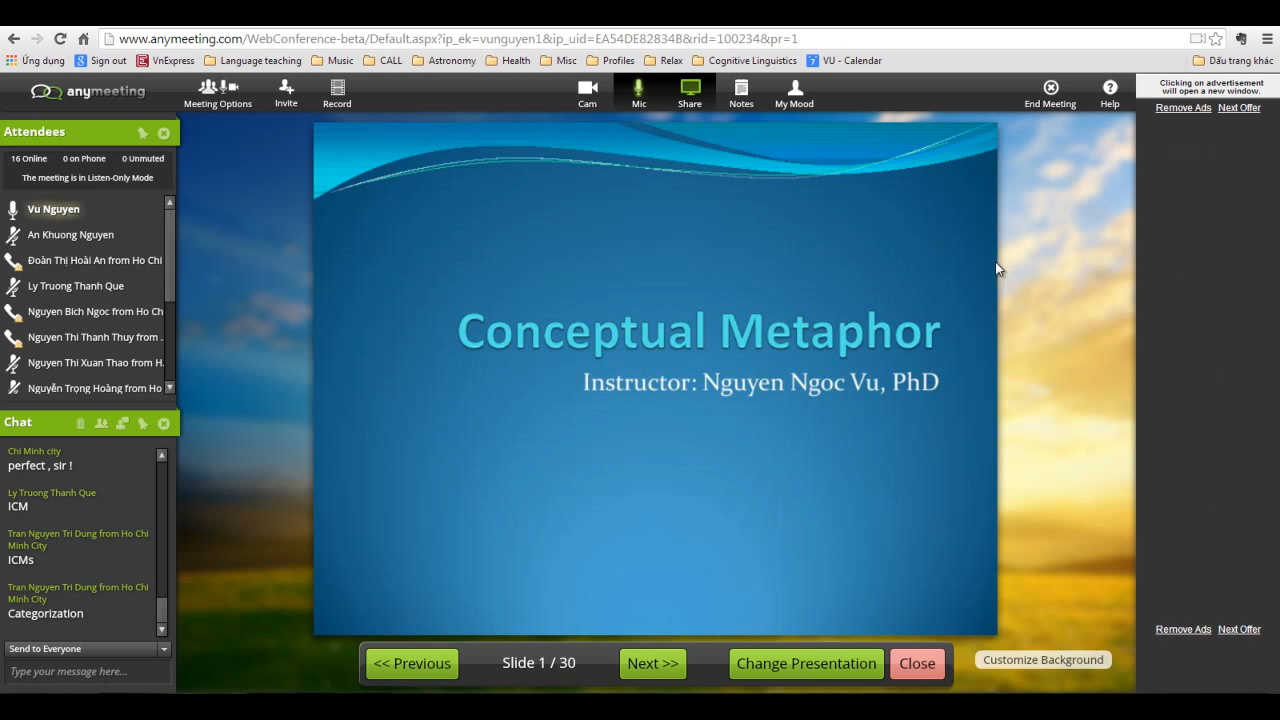 www.anymeeting.com/WebConference-beta/Default.aspx?ip_ek=vunguyen1&ip_uid=EA54DE82834B&rid=100234&pr=1
Ứng dụng Sign out VnExpress Language teaching Music CALL Astronomy Health Misc Profiles Relax Cognitive Linguistics 7 VU - Calendar Dấu trang khác
anymeeting
Meeting Options Invite Record Cam Mic Share Notes My Mood End Meeting Help
Clicking on advertisement
will open a new window.
Remove Ads Next Offer
Attendees
16 Online 0 on Phone 0 Unmuted
The meeting is in Listen-Only Mode
Vu Nguyen
An Khuong Nguyen
Đoàn Thị Hoài An from Ho Chi
Ly Truong Thanh Que
Nguyen Bich Ngoc from Ho Ch
Nguyen Thi Thanh Thuy from .
Nguyen Thi Xuan Thao from H.
Nguyễn Trọng Hoàng from Ho
Chat
Chi Minh city
perfect , sir !
Ly Truong Thanh Que
ICM
Tran Nguyen Tri Dung from Ho Chi
Minh City
ICMs
Tran Nguyen Tri Dung from Ho Chi
Minh City
Categorization
Send to Everyone
Type your message here...
Conceptual Metaphor
Instructor: Nguyen Ngoc Vu, PhD
<< Previous Slide 1 / 30 Next >> Change Presentation Close
Customize Background
Remove Ads Next Offer